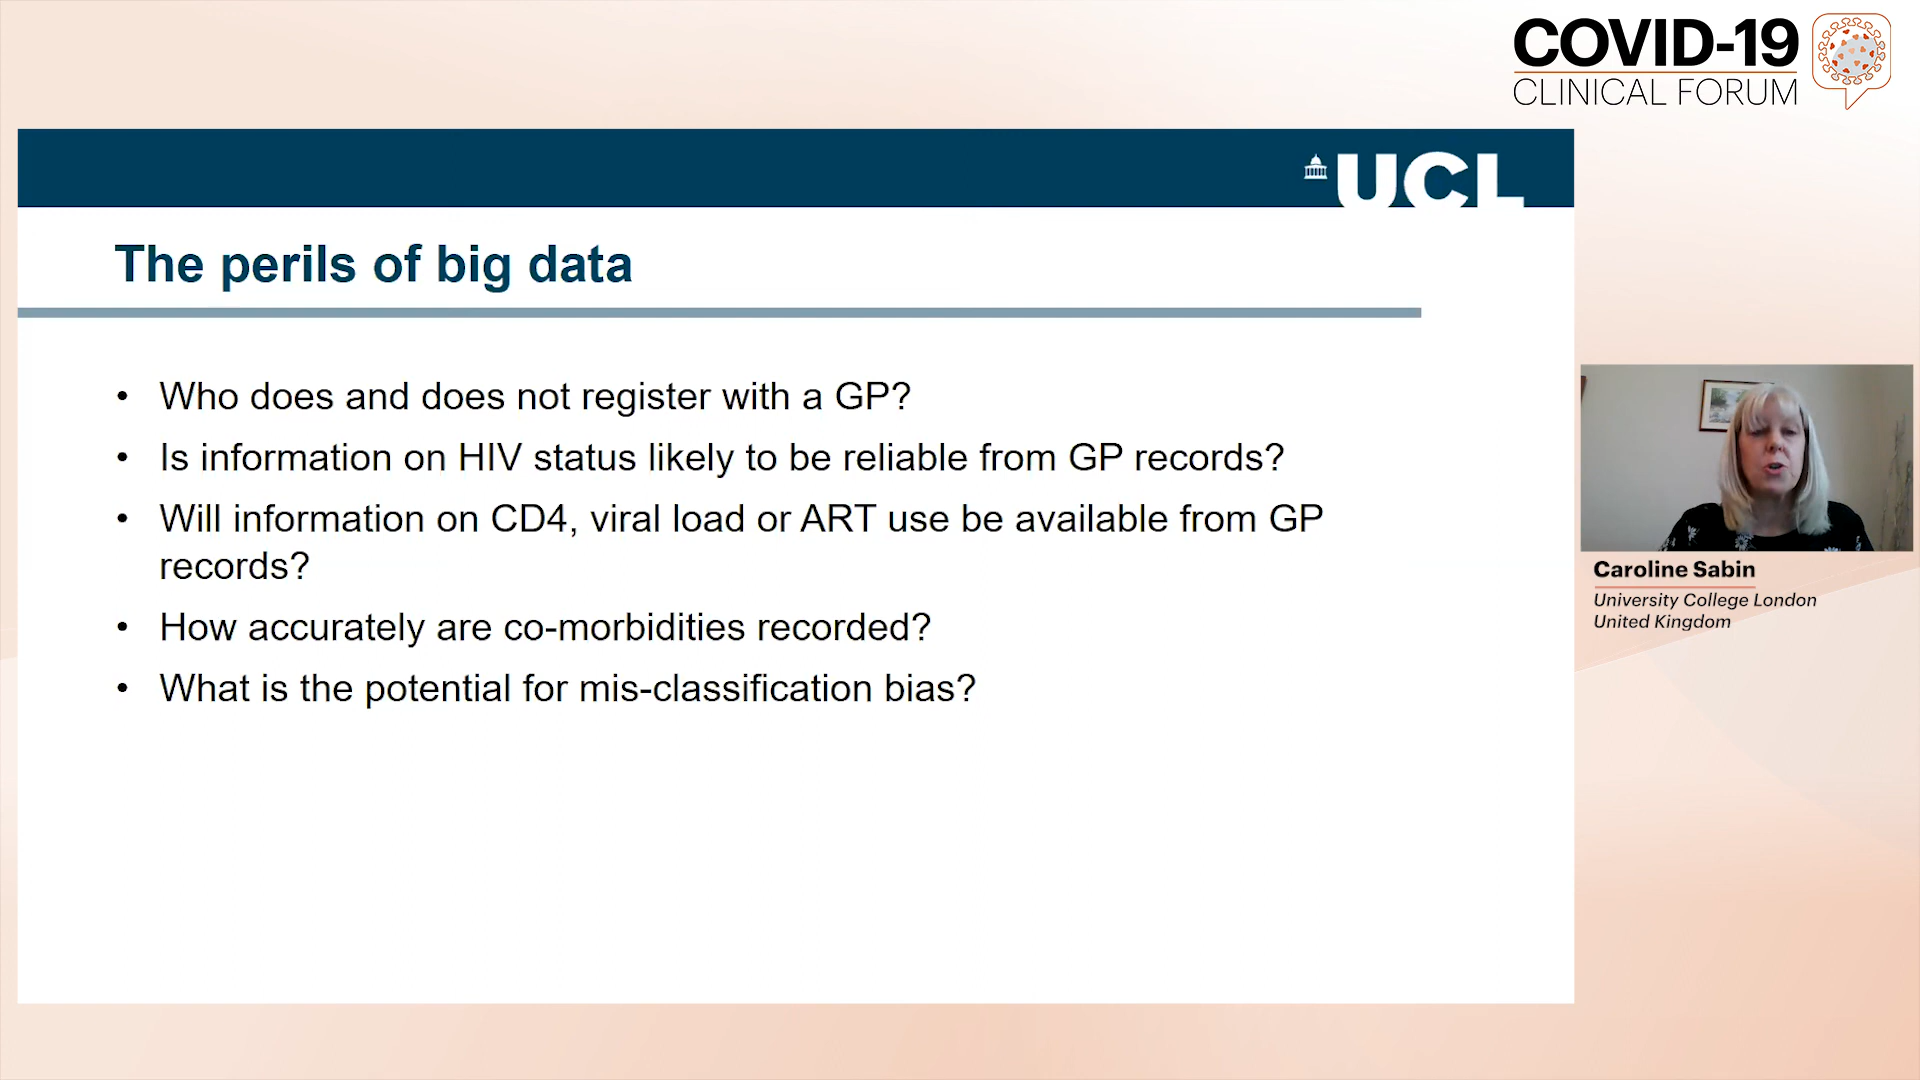 COVID-19
CLINICAL FORUM
UCL
The perils of big data
• Who does and does not register with a GP?
• Is information on HIV status likely to be reliable from GP records?
• Will information on CD4, viral load or ART use be available from GP
records?
• How accurately are co-morbidities recorded?
• What is the potential for mis-classification bias?
Caroline Sabin
University College London
United Kingdom